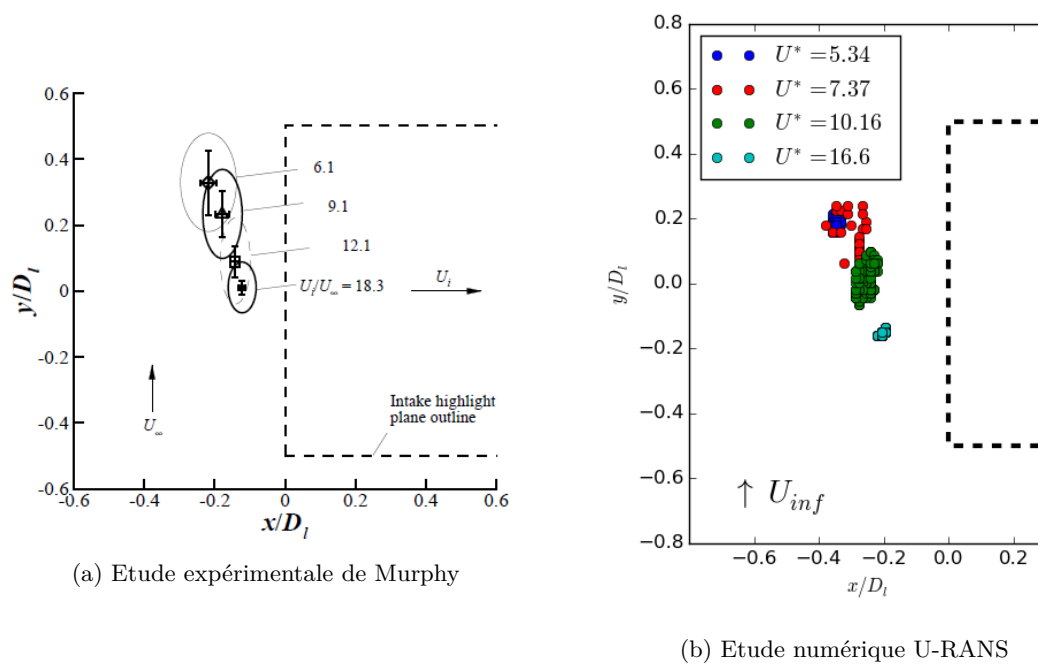 0.6
0.4
0.2
0
-0.2
-0.4
-0.6
y/D_l
-0.6
-0.4
-0.2
0
0.2
0.4
0.6
x/D_l
6.1
9.1
12.1
U_i/U_∞ = 18.3
U_i
Intake highlight
plane outline
U_∞
(a) Etude expérimentale de Murphy
0.8
0.6
0.4
0.2
0.0
−0.2
−0.4
−0.6
−0.8
y/D_l
U* =5.34
U* =7.37
U* =10.16
U* =16.6
↑ U_inf
−0.6
−0.4
−0.2
0.0
0.2
x/D_l
(b) Etude numérique U-RANS